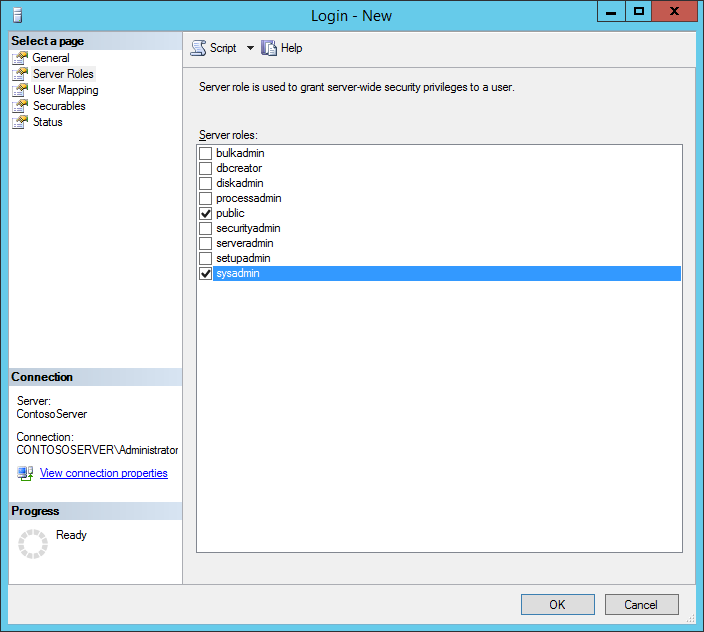 Login - New
Select a page
General
Server Roles
User Mapping
Securables
Status
Script
Help
Server role is used to grant server-wide security privileges to a user.
Server roles:
bulkadmin
dbcreator
diskadmin
processadmin
public
securityadmin
serveradmin
setupadmin
sysadmin
Connection
Server:
ContosoServer
Connection:
CONTOSOSERVER\Administrator
View connection properties
Progress
Ready
OK
Cancel